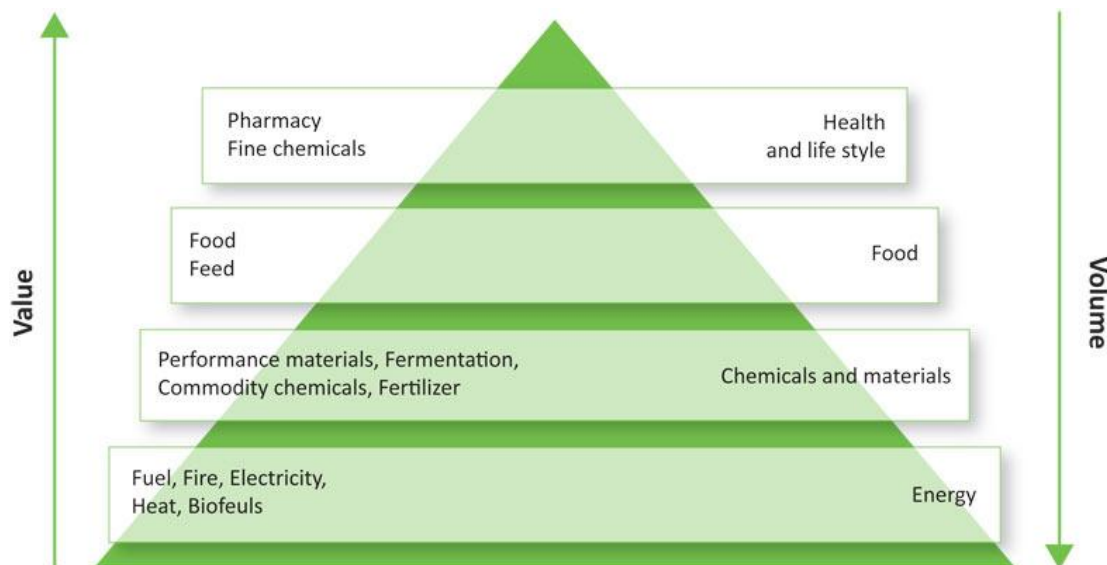 Value
Pharmacy
Fine chemicals
Health
and life style
Food
Feed
Food
Performance materials, Fermentation,
Commodity chemicals, Fertilizer
Chemicals and materials
Fuel, Fire, Electricity,
Heat, Biofeuls
Energy
Volume